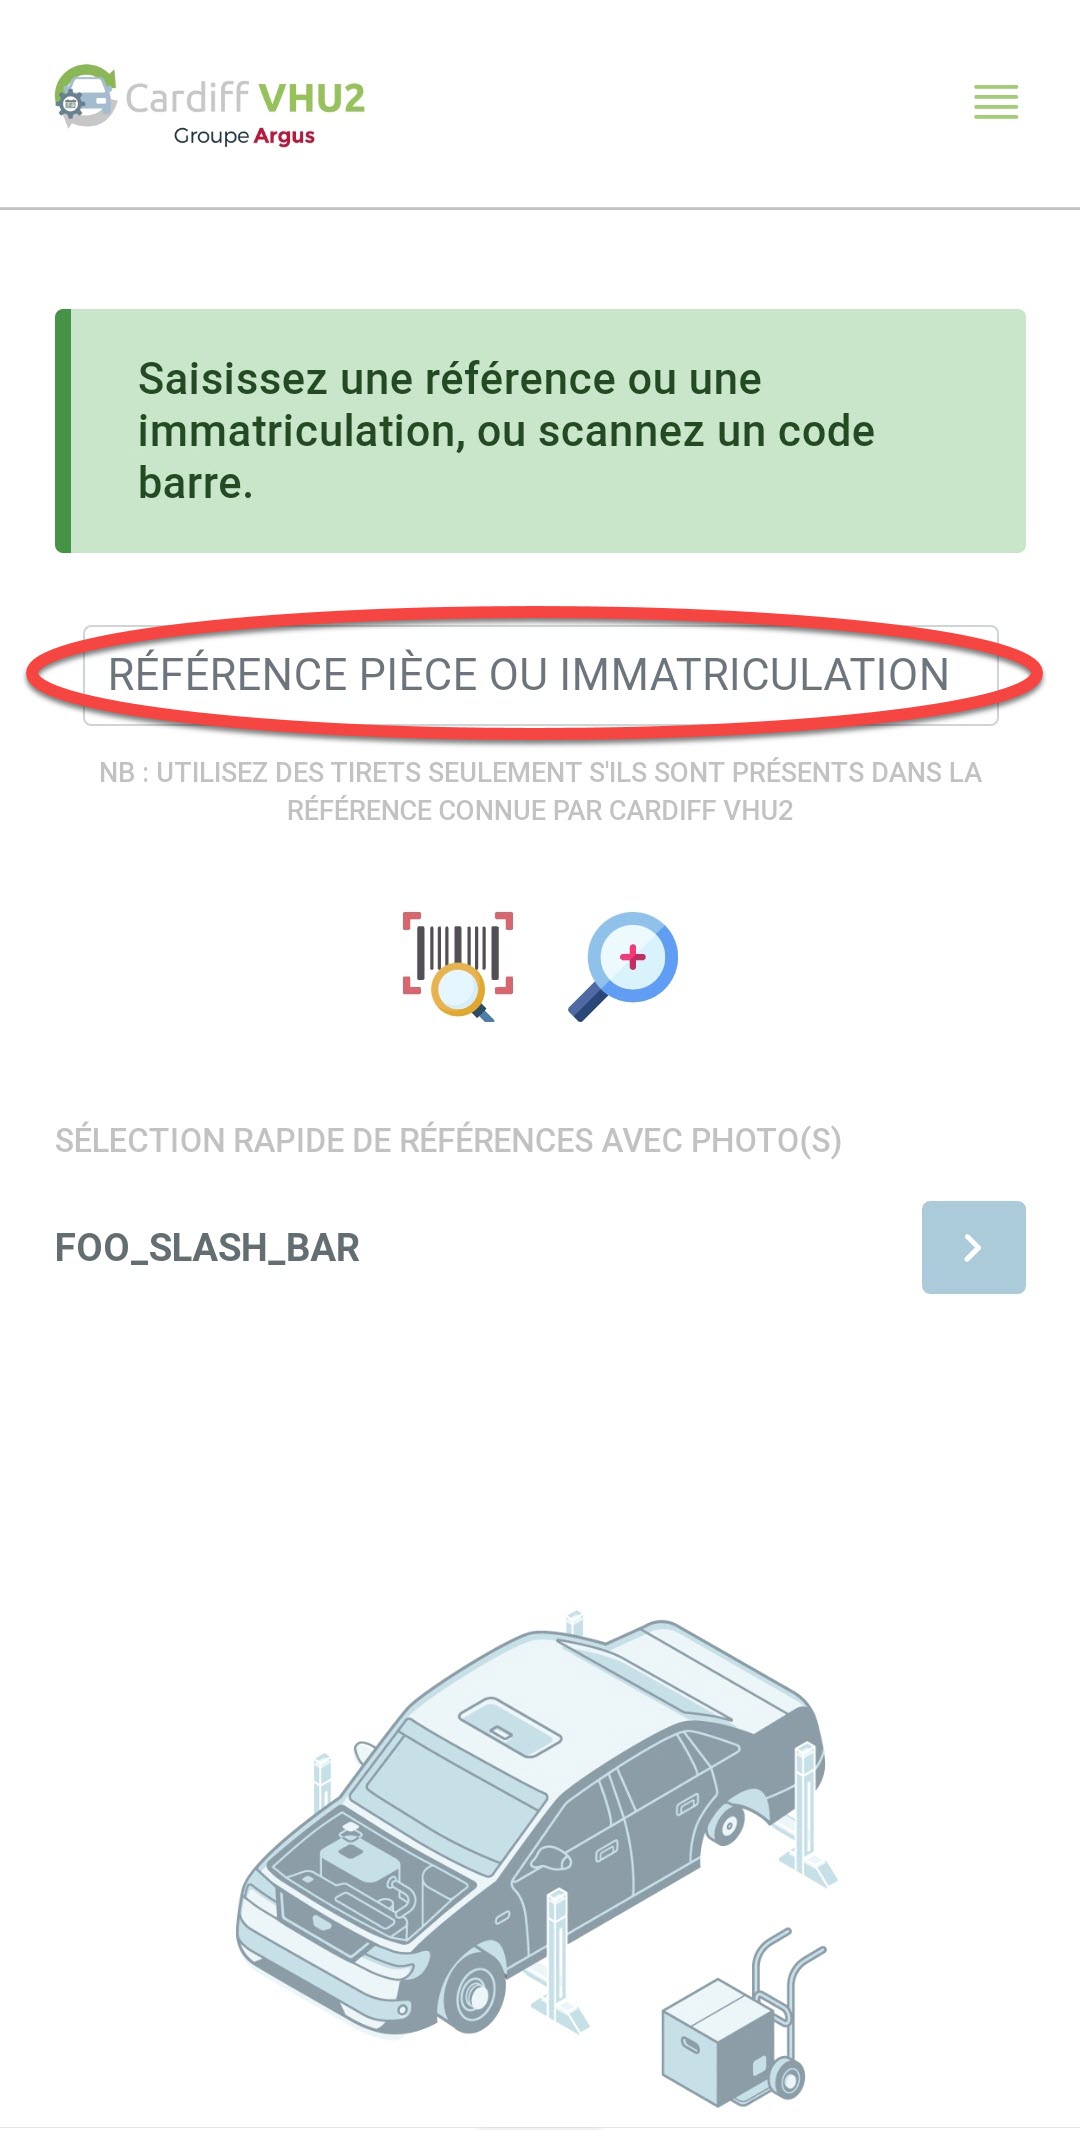 Cardiff VHU2
Groupe Argus
Saisissez une référence ou une
immatriculation, ou scannez un code
barre.
RÉFÉRENCE PIÈCE OU IMMATRICULATION
NB : UTILISEZ DES TIRETS SEULEMENT S'ILS SONT PRÉSENTS DANS LA
RÉFÉRENCE CONNUE PAR CARDIFF VHU2
SÉLECTION RAPIDE DE RÉFÉRENCES AVEC PHOTO(S)
FOO_SLASH_BAR